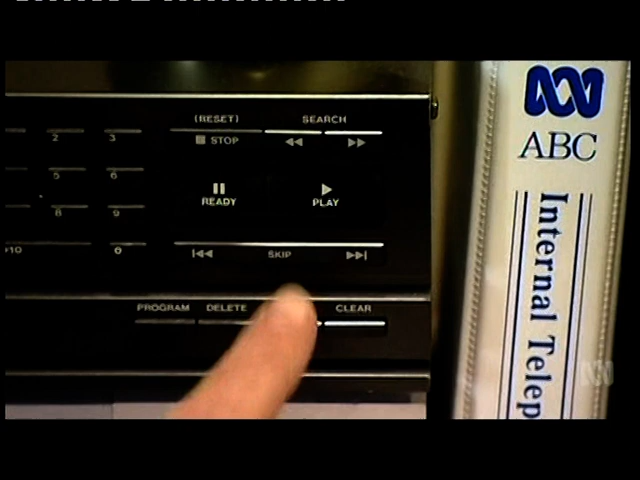 (RESET) SEARCH
2 3
STOP
5 6
READY PLAY
8 9
+10 0
SKIP
PROGRAM DELETE CLEAR
ABC
Internal Telep